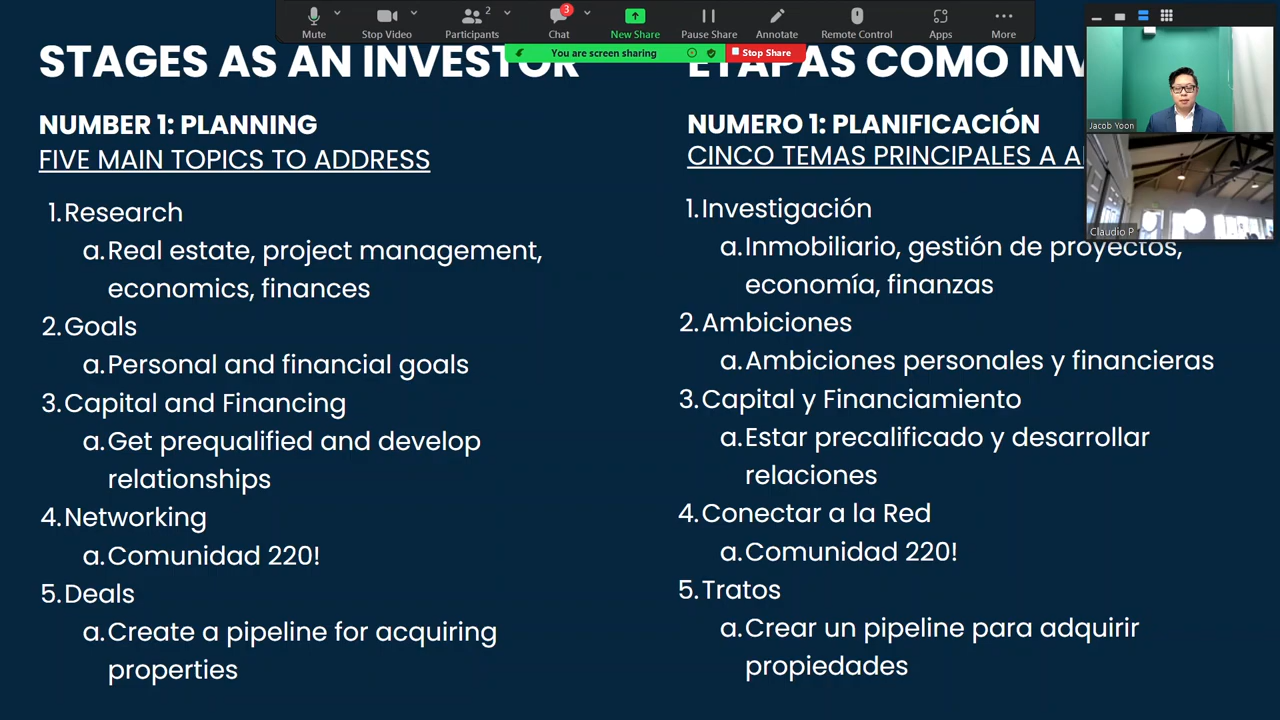 Mute
Stop Video
2
Participants
3
Chat
New Share
Pause Share
Annotate
Remote Control
Apps
More
You are screen sharing
Stop Share
STAGES AS AN INVESTOR
NUMBER 1: PLANNING
FIVE MAIN TOPICS TO ADDRESS
1. Research
a. Real estate, project management,
economics, finances
2. Goals
a. Personal and financial goals
3. Capital and Financing
a. Get prequalified and develop
relationships
4. Networking
a. Comunidad 220!
5. Deals
a. Create a pipeline for acquiring
properties
ETAPAS COMO INV
NUMERO 1: PLANIFICACIÓN
CINCO TEMAS PRINCIPALES A
1. Investigación
a. Inmobiliario, gestión de proyectos,
economía, finanzas
2. Ambiciones
a. Ambiciones personales y financieras
3. Capital y Financiamiento
a. Estar precalificado y desarrollar
relaciones
4. Conectar a la Red
a. Comunidad 220!
5. Tratos
a. Crear un pipeline para adquirir
propiedades
Jacob Yoon
Claudio P